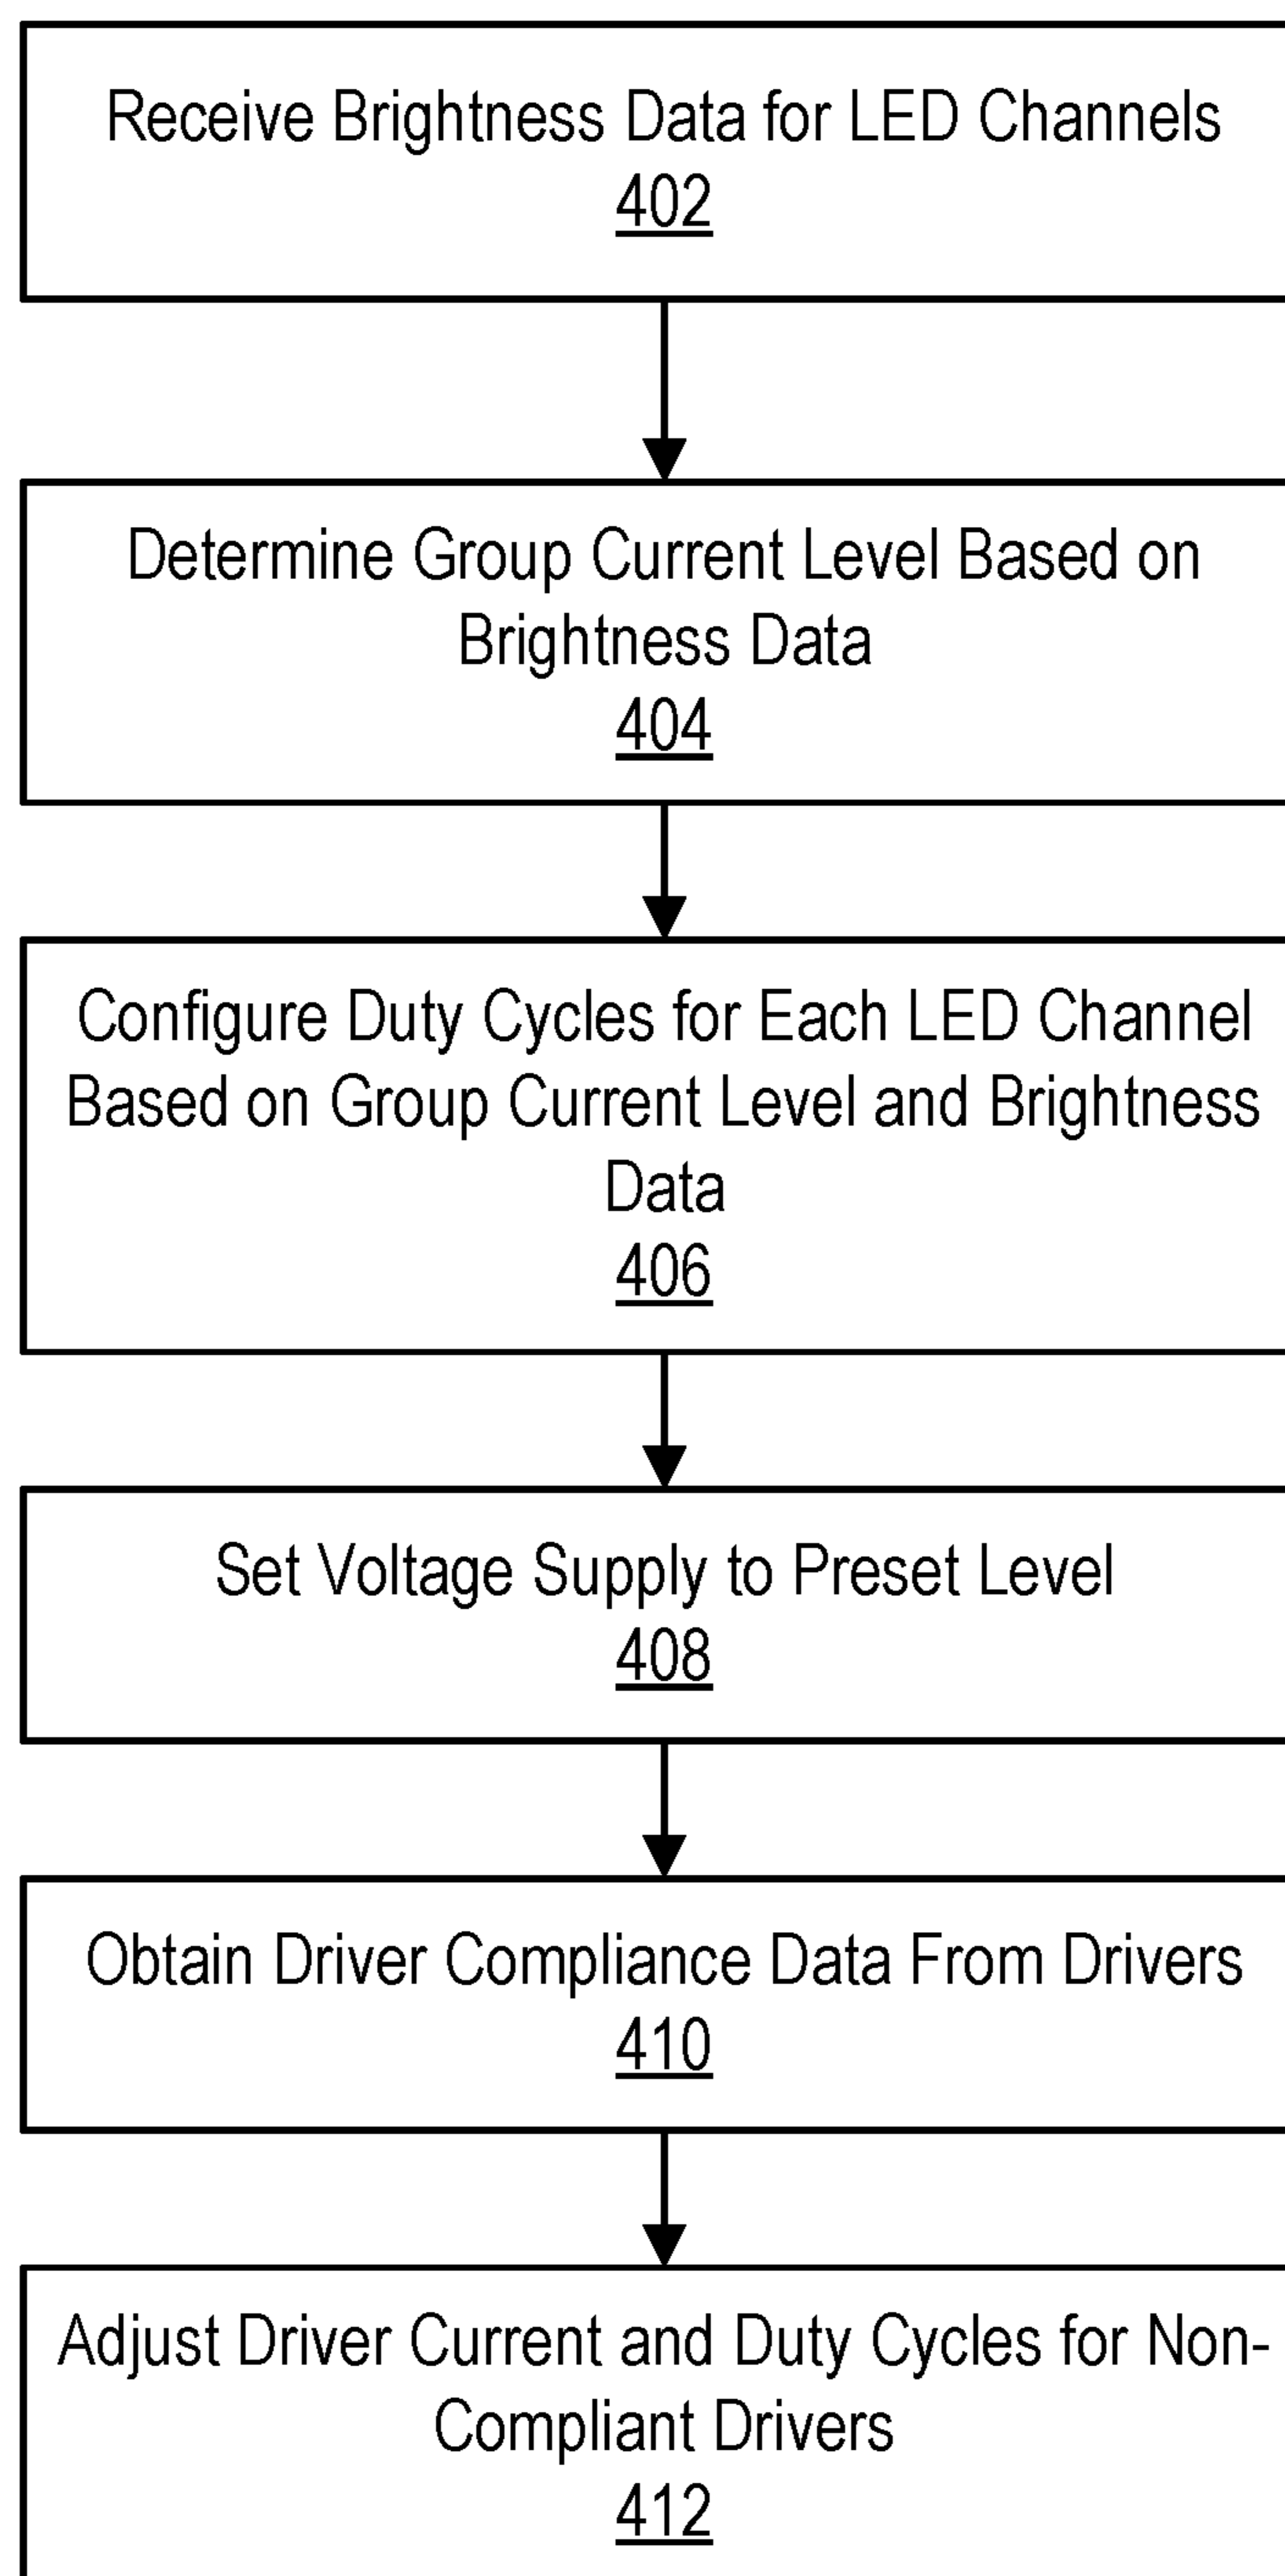 Receive Brightness Data for LED Channels
402
Determine Group Current Level Based on
Brightness Data
404
Configure Duty Cycles for Each LED Channel
Based on Group Current Level and Brightness
Data
406
Set Voltage Supply to Preset Level
408
Obtain Driver Compliance Data From Drivers
410
Adjust Driver Current and Duty Cycles for Non-
Compliant Drivers
412